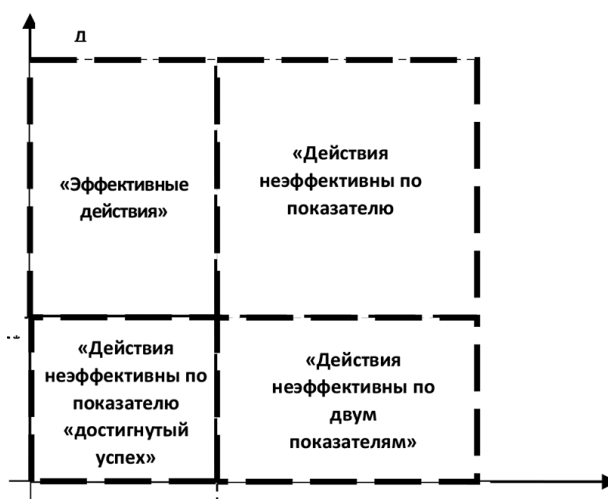 Д
«Эффективные
действия»
«Действия
неэффективны по
показателю
«Действия
неэффективны по
показателю
«достигнутый
успех»
«Действия
неэффективны по
двум
показателям»